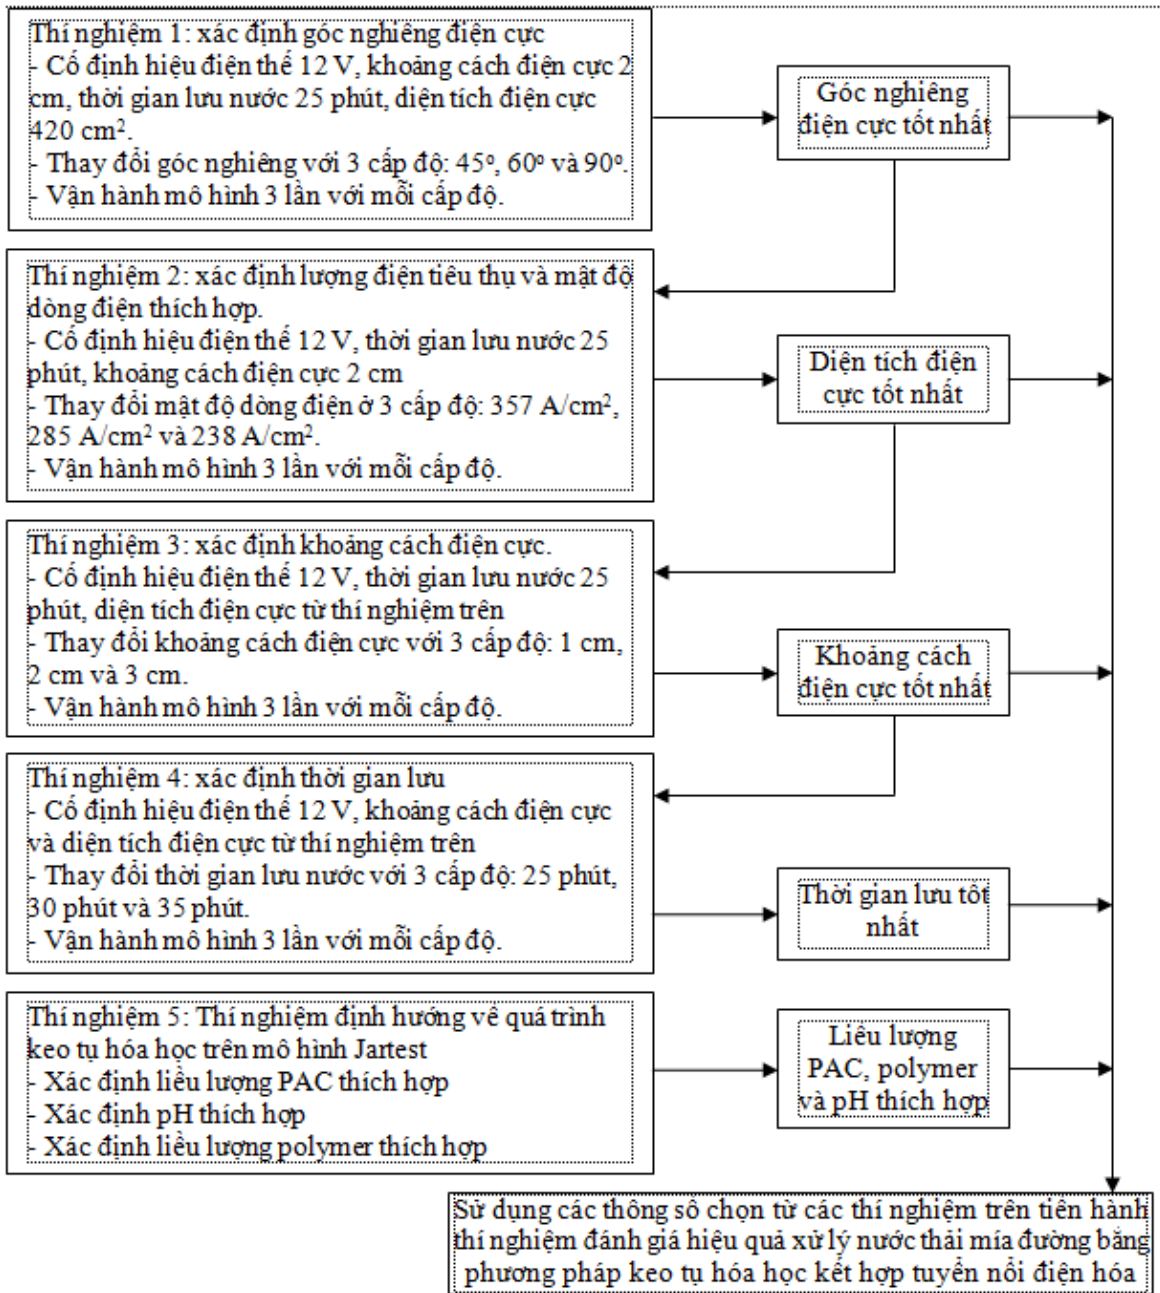 Thí nghiệm 1: xác định góc nghiêng điện cực
- Cố định hiệu điện thế 12 V, khoảng cách điện cực 2
cm, thời gian lưu nước 25 phút, diện tích điện cực
420 cm².
- Thay đổi góc nghiêng với 3 cấp độ: 45º, 60º và 90º.
- Vận hành mô hình 3 lần với mỗi cấp độ.
Góc nghiêng
điện cực tốt nhất
Thí nghiệm 2: xác định lượng điện tiêu thụ và mật độ
dòng điện thích hợp.
- Cố định hiệu điện thế 12 V, thời gian lưu nước 25
phút, khoảng cách điện cực 2 cm
- Thay đổi mật độ dòng điện ở 3 cấp độ: 357 A/cm²,
285 A/cm² và 238 A/cm².
- Vận hành mô hình 3 lần với mỗi cấp độ.
Diện tích điện
cực tốt nhất
Thí nghiệm 3: xác định khoảng cách điện cực.
- Cố định hiệu điện thế 12 V, thời gian lưu nước 25
phút, diện tích điện cực từ thí nghiệm trên
- Thay đổi khoảng cách điện cực với 3 cấp độ: 1 cm,
2 cm và 3 cm.
- Vận hành mô hình 3 lần với mỗi cấp độ.
Khoảng cách
điện cực tốt nhất
Thí nghiệm 4: xác định thời gian lưu
- Cố định hiệu điện thế 12 V, khoảng cách điện cực
và diện tích điện cực từ thí nghiệm trên
- Thay đổi thời gian lưu nước với 3 cấp độ: 25 phút,
30 phút và 35 phút.
- Vận hành mô hình 3 lần với mỗi cấp độ.
Thời gian lưu tốt
nhất
Thí nghiệm 5: Thí nghiệm định hướng về quá trình
keo tụ hóa học trên mô hình Jartest
- Xác định liều lượng PAC thích hợp
- Xác định pH thích hợp
- Xác định liều lượng polymer thích hợp
Liều lượng
PAC, polymer
và pH thích hợp
Sử dụng các thông số chọn từ các thí nghiệm trên tiến hành
thí nghiệm đánh giá hiệu quả xử lý nước thải mía đường bằng
phương pháp keo tụ hóa học kết hợp tuyển nổi điện hóa